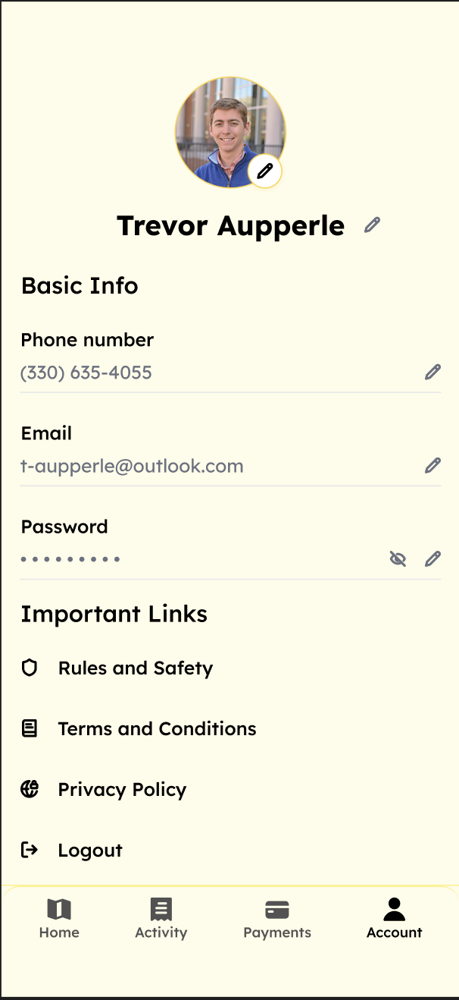 Trevor Aupperle
Basic Info
Phone number
(330) 635-4055
Email
t-aupperle@outlook.com
Password
•••••••••
Important Links
Rules and Safety
Terms and Conditions
Privacy Policy
Logout
Home Activity Payments Account